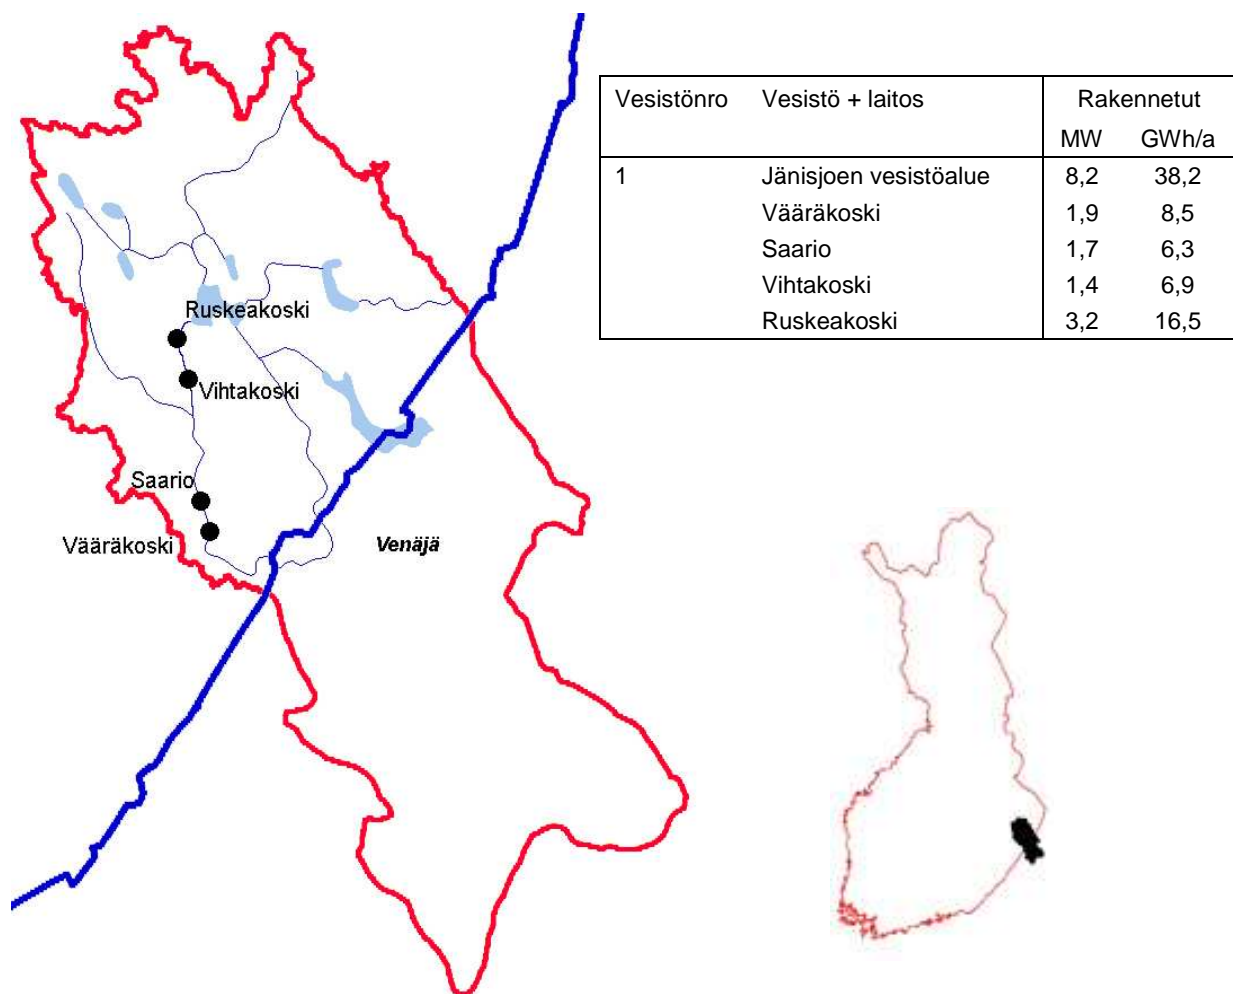 Vesistönro Vesistö + laitos Rakennetut
MW GWh/a
1 Jänisjoen vesistöalue 8,2 38,2
Vääräkoski 1,9 8,5
Saario 1,7 6,3
Vihtakoski 1,4 6,9
Ruskeakoski 3,2 16,5
Ruskeakoski
Vihtakoski
Saario
Vääräkoski
Venäjä